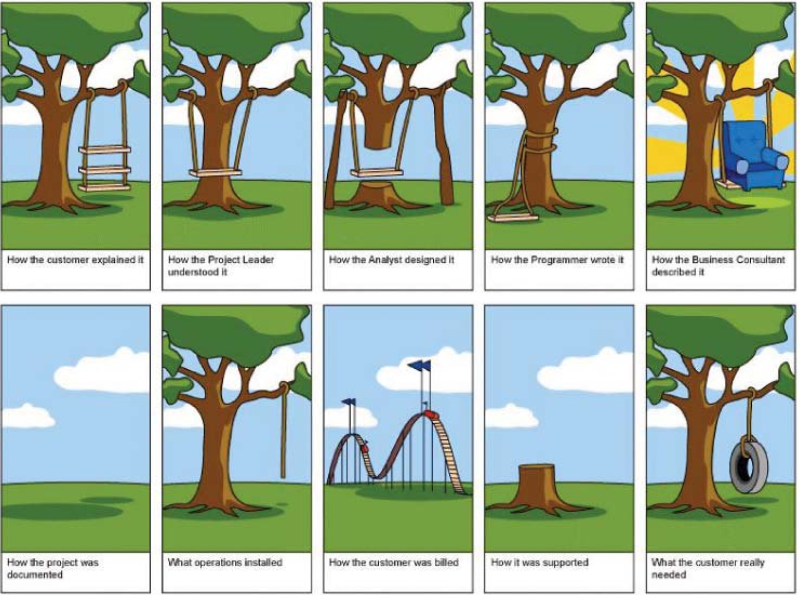 How the customer explained it
How the Project Leader
understood it
How the Analyst designed it
How the Programmer wrote it
How the Business Consultant
described it
How the project was
documented
What operations installed
How the customer was billed
How it was supported
What the customer really
needed